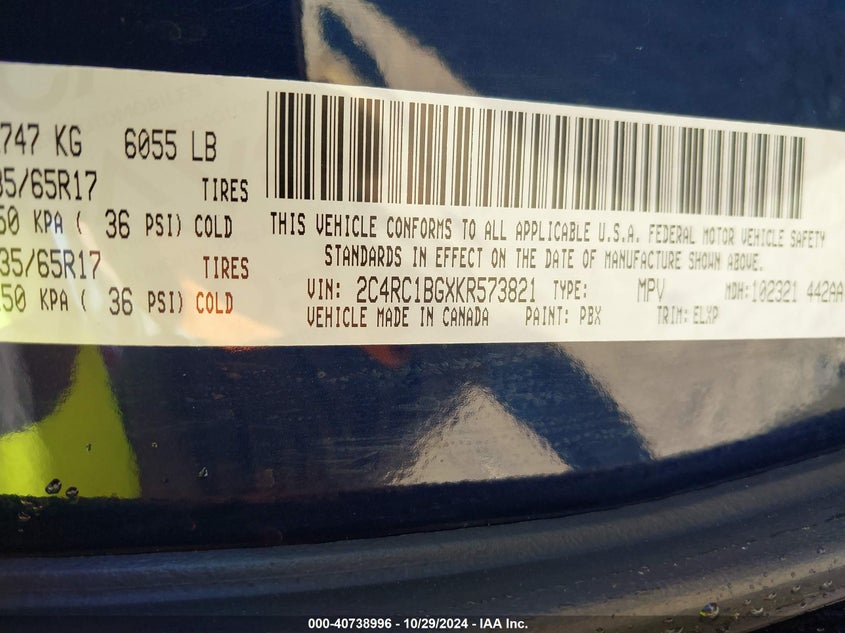 747 KG 6055 LB
35/65R17 TIRES
50 KPA ( 36 PSI) COLD
35/65R17 TIRES
250 KPA ( 36 PSI) COLD
THIS VEHICLE CONFORMS TO ALL APPLICABLE U.S.A. FEDERAL MOTOR VEHICLE SAFETY
STANDARDS IN EFFECT ON THE DATE OF MANUFACTURE SHOWN ABOVE.
VIN: 2C4RC1BGXKR573821 TYPE: MPV MDH:102321 442AA
VEHICLE MADE IN CANADA PAINT: PBX TRIM: ELXP
000-40738996 - 10/29/2024 - IAA Inc.